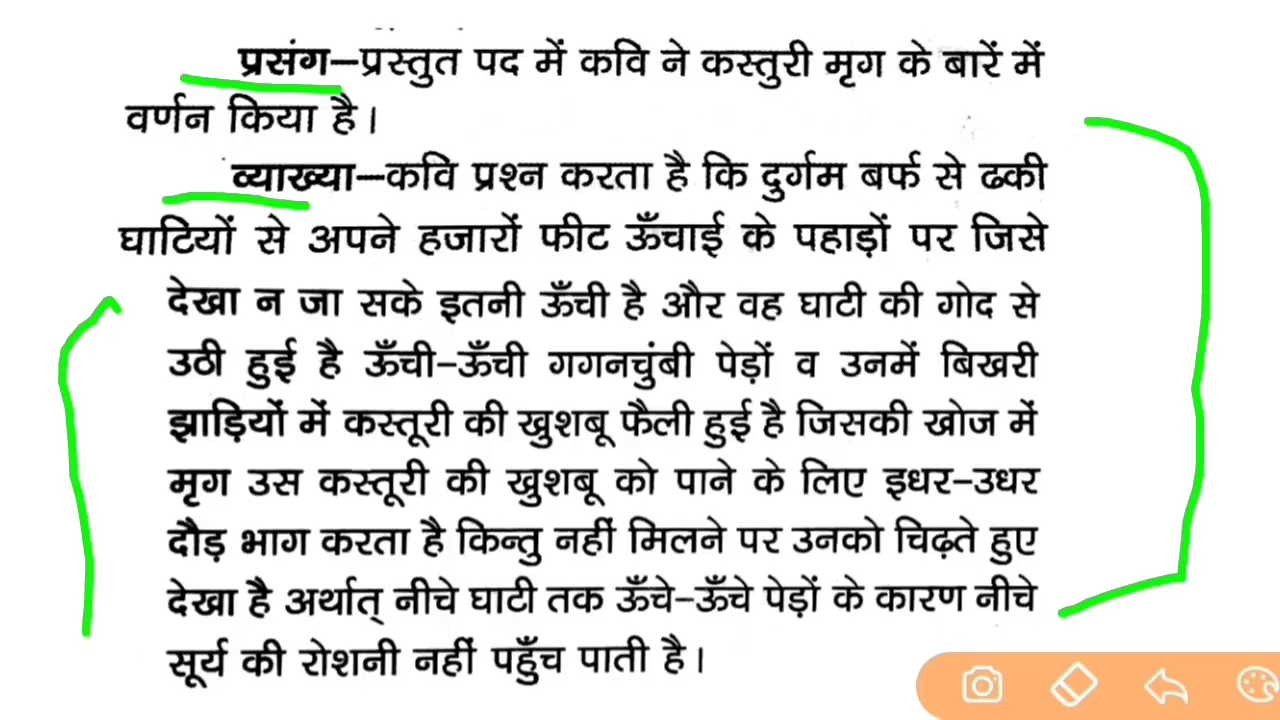 प्रसंग–प्रस्तुत पद में कवि ने कस्तुरी मृग के बारें में
वर्णन किया है।
व्याख्या–कवि प्रश्न करता है कि दुर्गम बर्फ से ढकी
घाटियों से अपने हजारों फीट ऊँचाई के पहाड़ों पर जिसे
देखा न जा सके इतनी ऊँची है और वह घाटी की गोद से
उठी हुई है ऊँची–ऊँची गगनचुंबी पेड़ों व उनमें बिखरी
झाड़ियों में कस्तूरी की खुशबू फैली हुई है जिसकी खोज में
मृग उस कस्तूरी की खुशबू को पाने के लिए इधर–उधर
दौड़ भाग करता है किन्तु नहीं मिलने पर उनको चिढ़ते हुए
देखा है अर्थात् नीचे घाटी तक ऊँचे–ऊँचे पेड़ों के कारण नीचे
सूर्य की रोशनी नहीं पहुँच पाती है।